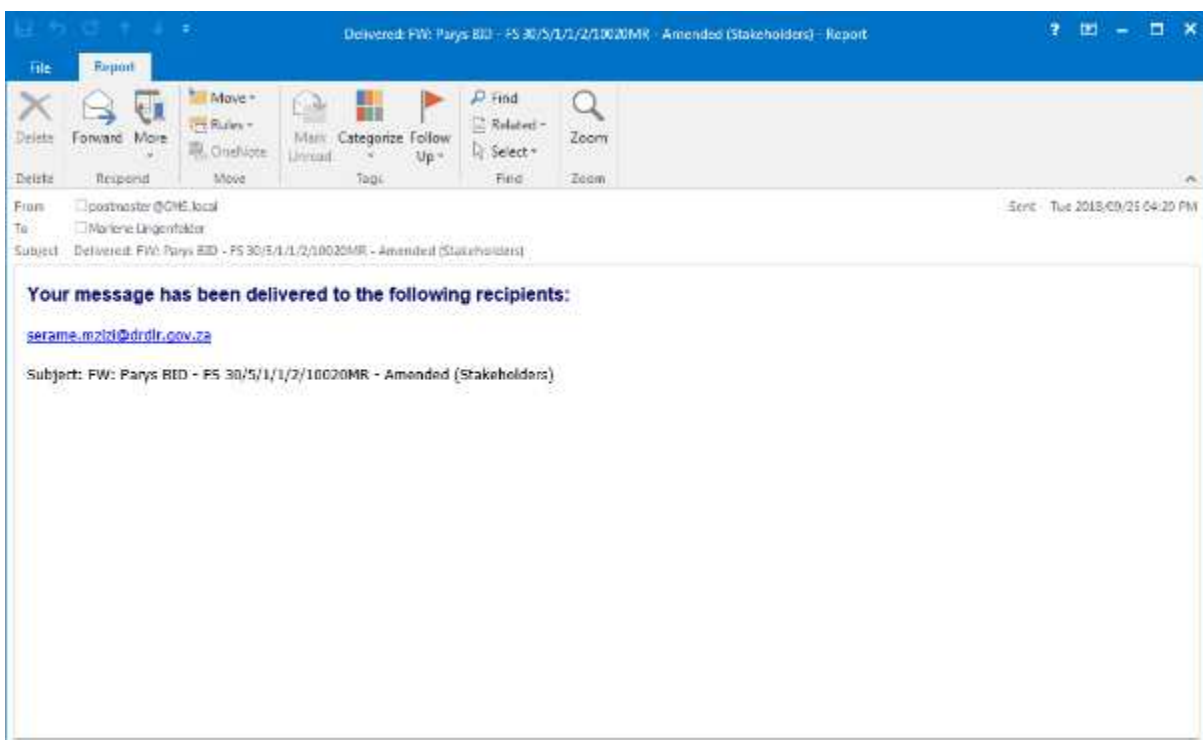 Delivered: FW: Parys BID - FS 30/5/1/1/2/10020MR - Amended (Stakeholders) - Report
File Report
Delete Forward More Move Rules OneNote Mark Unread Categorize Follow Up Find Related Select Zoom
Delete Respond Move Tags Find Zoom
From postmaster@GMS.local Sent Tue 2018/09/25 04:20 PM
To Marlene Lingenfelder
Subject Delivered: FW: Parys BID - FS 30/5/1/1/2/10020MR - Amended (Stakeholders)
Your message has been delivered to the following recipients:
serame.mzizi@drdlr.gov.za
Subject: FW: Parys BID - FS 30/5/1/1/2/10020MR - Amended (Stakeholders)